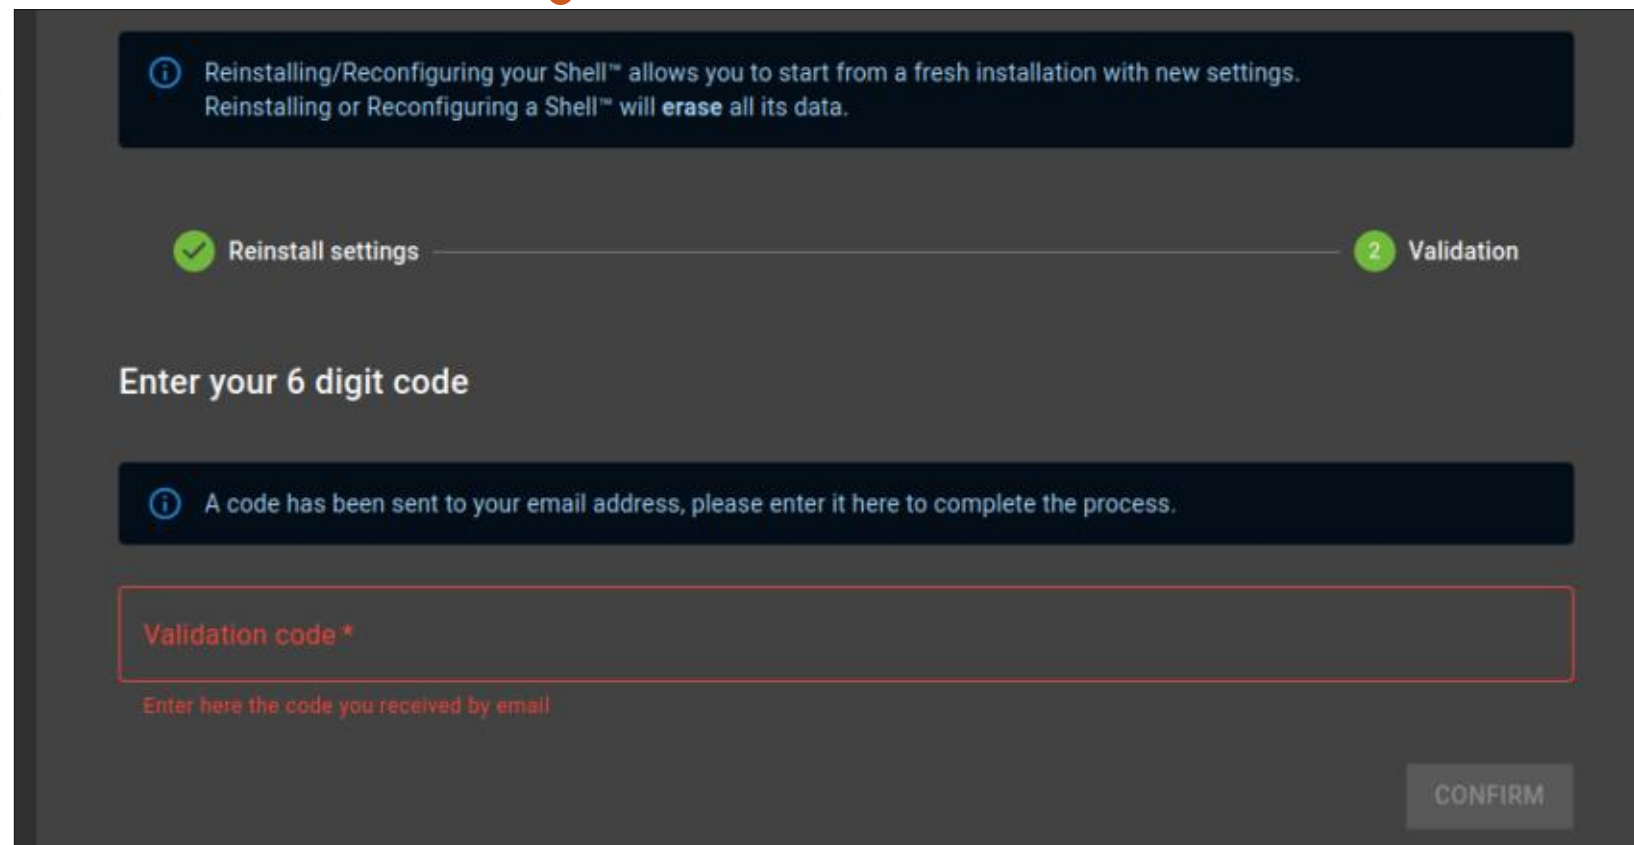 Reinstalling/Reconfiguring your Shell™ allows you to start from a fresh installation with new settings.
Reinstalling or Reconfiguring a Shell™ will erase all its data.
Reinstall settings
2 Validation
Enter your 6 digit code
A code has been sent to your email address, please enter it here to complete the process.
Validation code *
Enter here the code you received by email
CONFIRM